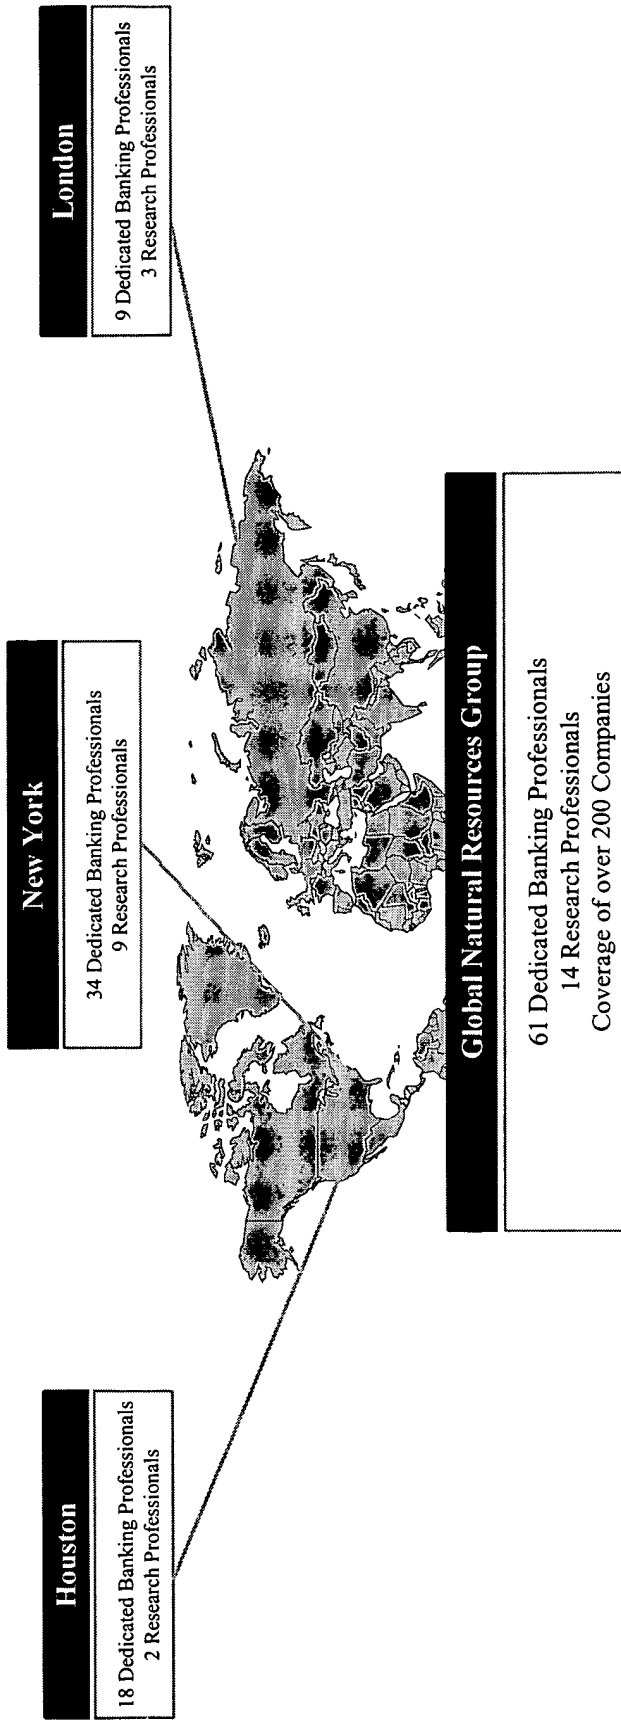 Houston
18 Dedicated Banking Professionals
2 Research Professionals
New York
34 Dedicated Banking Professionals
9 Research Professionals
London
9 Dedicated Banking Professionals
3 Research Professionals
Global Natural Resources Group
61 Dedicated Banking Professionals
14 Research Professionals
Coverage of over 200 Companies